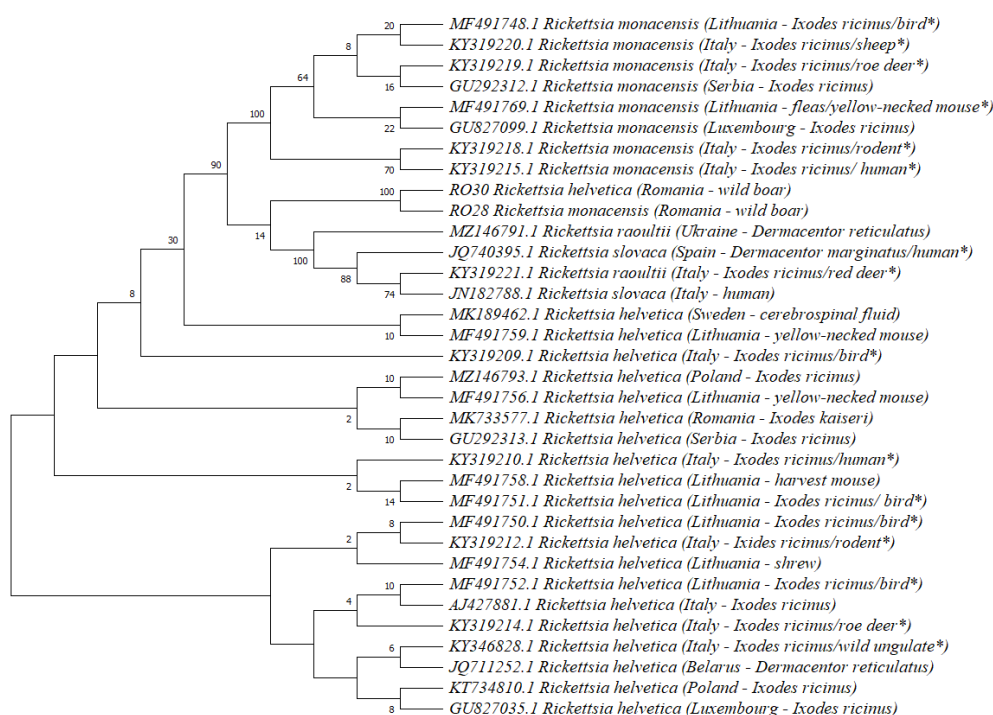 20
MF491748.1 Rickettsia monacensis (Lithuania - Ixodes ricinus/bird*)
8
KY319220.1 Rickettsia monacensis (Italy - Ixodes ricinus/sheep*)
64
KY319219.1 Rickettsia monacensis (Italy - Ixodes ricinus/roe deer*)
16
GU292312.1 Rickettsia monacensis (Serbia - Ixodes ricinus)
100
MF491769.1 Rickettsia monacensis (Lithuania - fleas/yellow-necked mouse*)
22
GU827099.1 Rickettsia monacensis (Luxembourg - Ixodes ricinus)
90
KY319218.1 Rickettsia monacensis (Italy - Ixodes ricinus/rodent*)
70
KY319215.1 Rickettsia monacensis (Italy - Ixodes ricinus/ human*)
100
RO30 Rickettsia helvetica (Romania - wild boar)
RO28 Rickettsia monacensis (Romania - wild boar)
14
MZ146791.1 Rickettsia raoultii (Ukraine - Dermacentor reticulatus)
30
100
JQ740395.1 Rickettsia slovaca (Spain - Dermacentor marginatus/human*)
88
KY319221.1 Rickettsia raoultii (Italy - Ixodes ricinus/red deer*)
8
74
JN182788.1 Rickettsia slovaca (Italy - human)
MK189462.1 Rickettsia helvetica (Sweden - cerebrospinal fluid)
10
MF491759.1 Rickettsia helvetica (Lithuania - yellow-necked mouse)
KY319209.1 Rickettsia helvetica (Italy - Ixodes ricinus/bird*)
10
MZ146793.1 Rickettsia helvetica (Poland - Ixodes ricinus)
MF491756.1 Rickettsia helvetica (Lithuania - yellow-necked mouse)
2
MK733577.1 Rickettsia helvetica (Romania - Ixodes kaiseri)
10
GU292313.1 Rickettsia helvetica (Serbia - Ixodes ricinus)
KY319210.1 Rickettsia helvetica (Italy - Ixodes ricinus/human*)
2
MF491758.1 Rickettsia helvetica (Lithuania - harvest mouse)
14
MF491751.1 Rickettsia helvetica (Lithuania - Ixodes ricinus/ bird*)
8
MF491750.1 Rickettsia helvetica (Lithuania - Ixodes ricinus/bird*)
2
KY319212.1 Rickettsia helvetica (Italy - Ixides ricinus/rodent*)
MF491754.1 Rickettsia helvetica (Lithuania - shrew)
10
MF491752.1 Rickettsia helvetica (Lithuania - Ixodes ricinus/bird*)
4
AJ427881.1 Rickettsia helvetica (Italy - Ixodes ricinus)
KY319214.1 Rickettsia helvetica (Italy - Ixodes ricinus/roe deer*)
6
KY346828.1 Rickettsia helvetica (Italy - Ixodes ricinus/wild ungulate*)
JQ711252.1 Rickettsia helvetica (Belarus - Dermacentor reticulatus)
KT734810.1 Rickettsia helvetica (Poland - Ixodes ricinus)
8
GU827035.1 Rickettsia helvetica (Luxembourg - Ixodes ricinus)